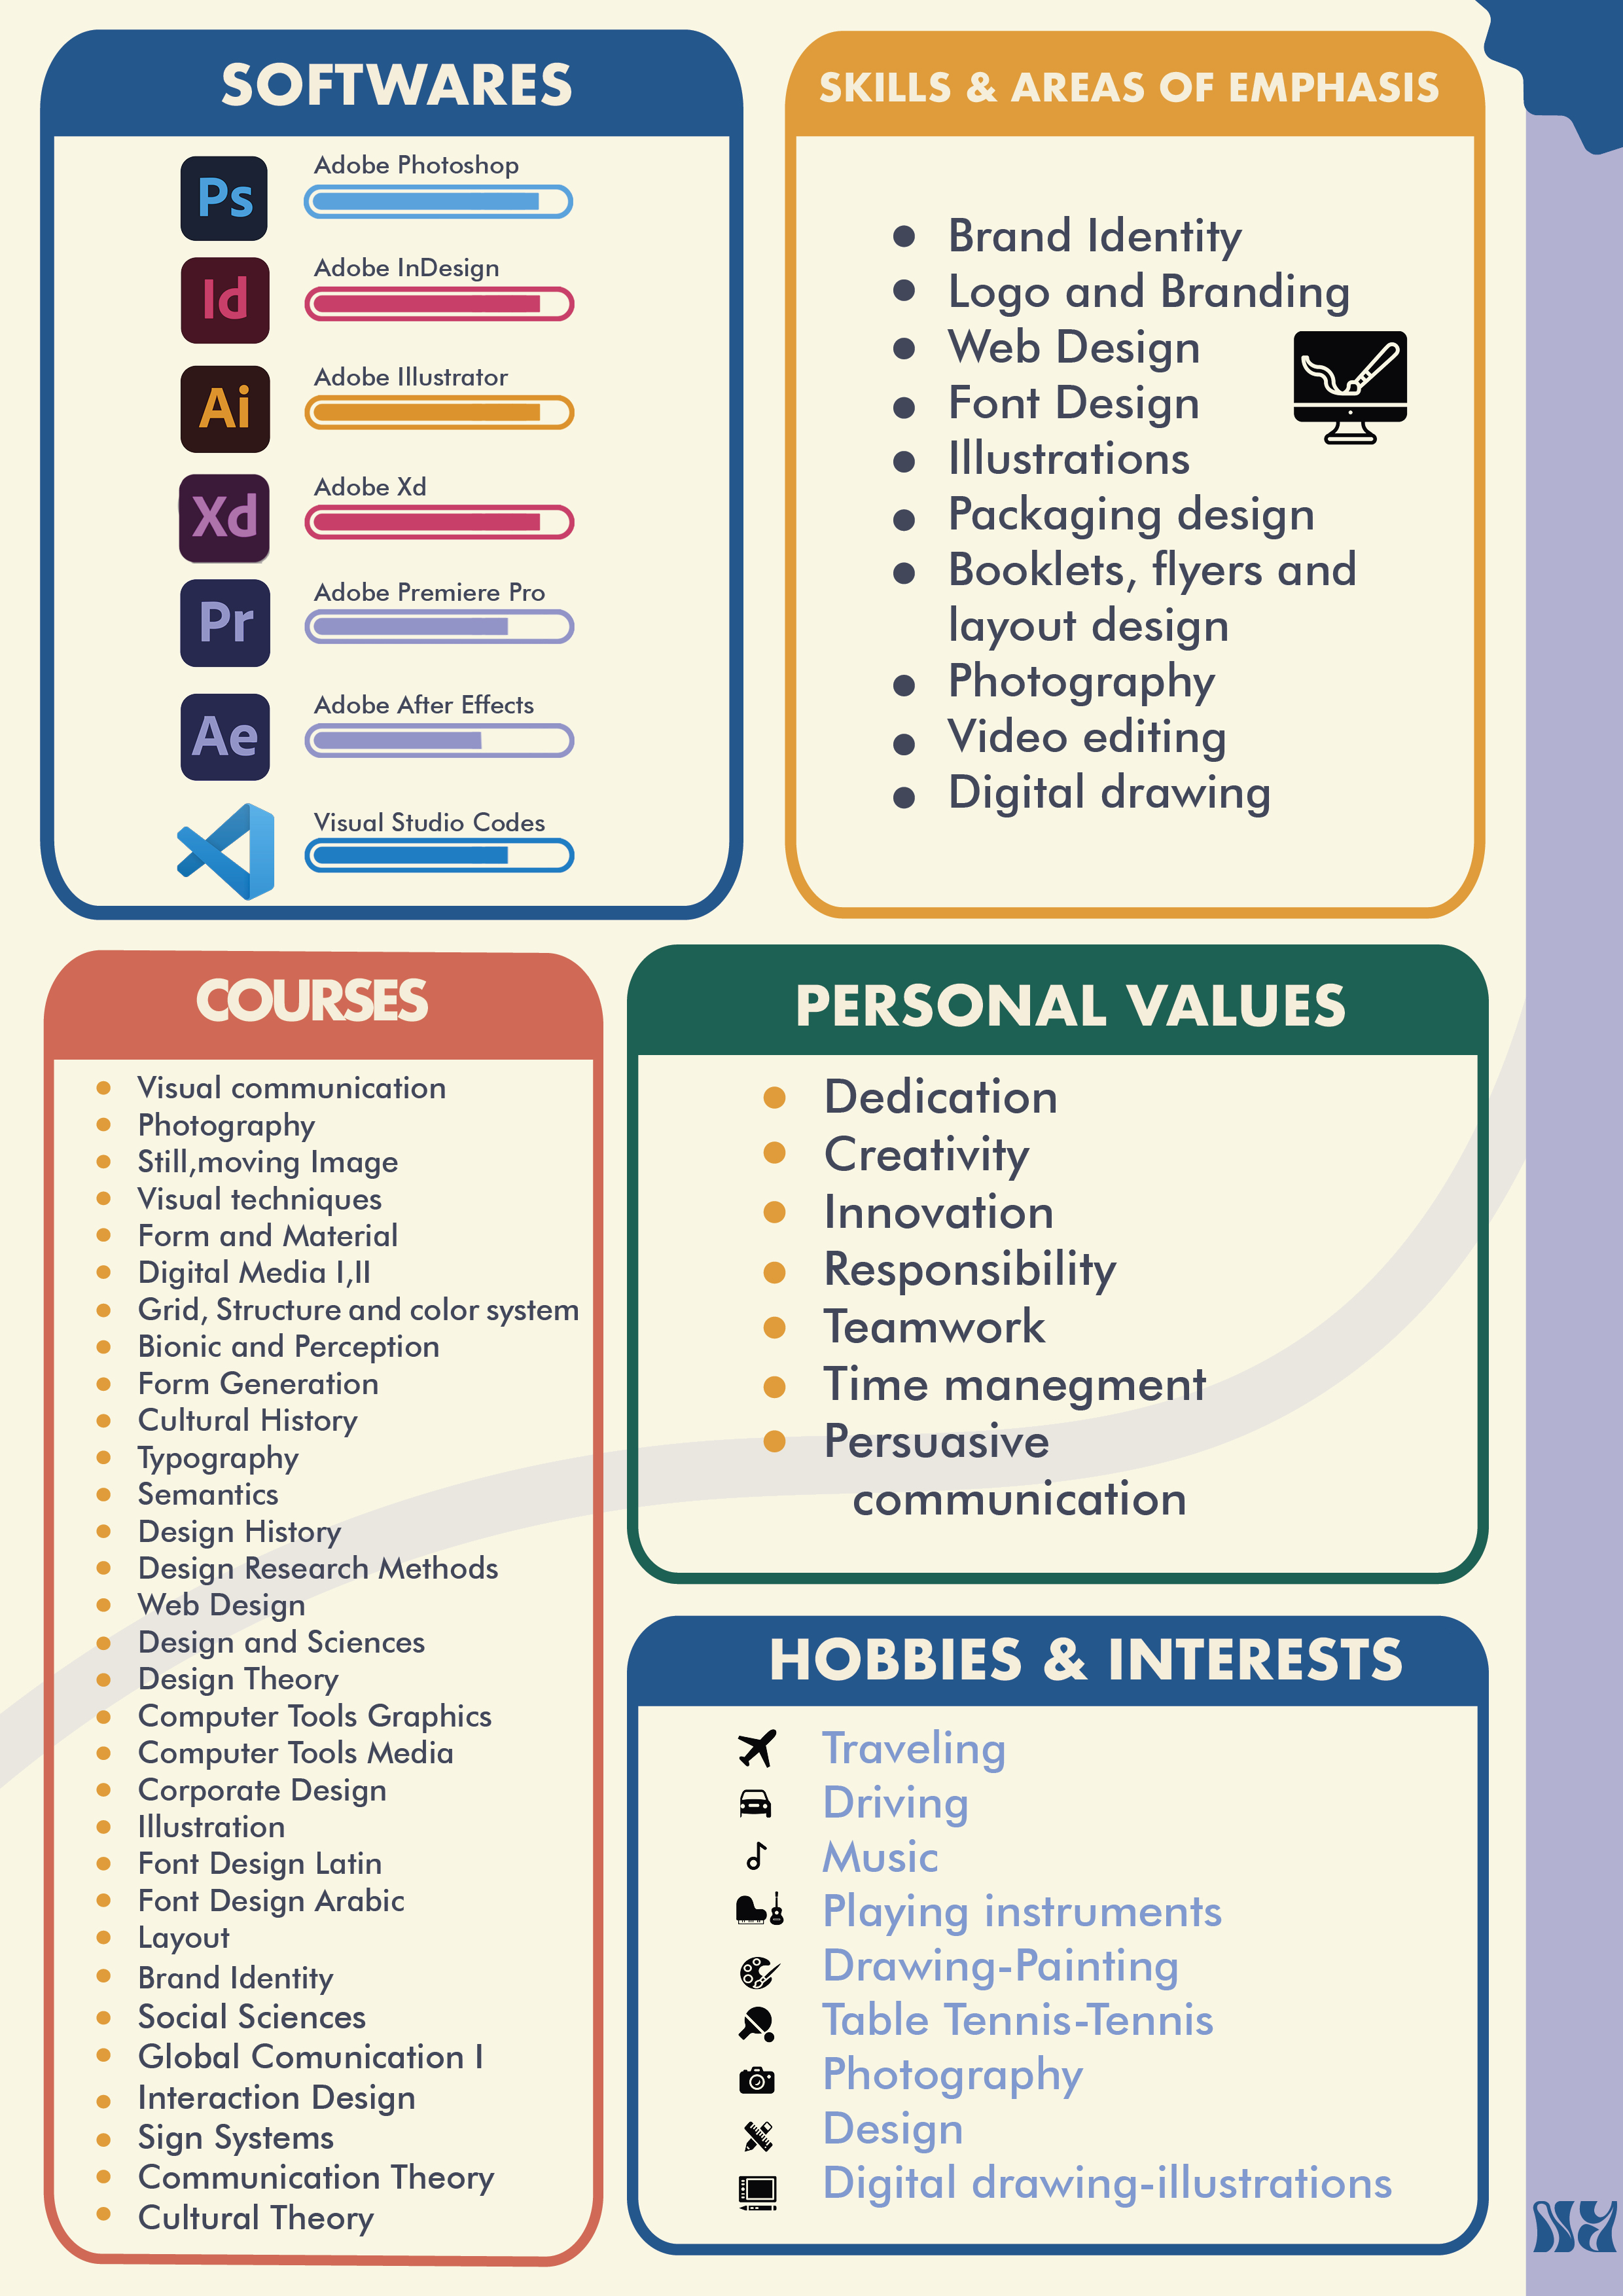 SOFTWARES
Ps
Adobe Photoshop
Id
Adobe InDesign
Ai
Adobe Illustrator
Xd
Adobe Xd
Pr
Adobe Premiere Pro
Ae
Adobe After Effects
Visual Studio Codes
SKILLS & AREAS OF EMPHASIS
Brand Identity
Logo and Branding
Web Design
Font Design
Illustrations
Packaging design
Booklets, flyers and
layout design
Photography
Video editing
Digital drawing
COURSES
Visual communication
Photography
Still,moving Image
Visual techniques
Form and Material
Digital Media I,II
Grid, Structure and color system
Bionic and Perception
Form Generation
Cultural History
Typography
Semantics
Design History
Design Research Methods
Web Design
Design and Sciences
Design Theory
Computer Tools Graphics
Computer Tools Media
Corporate Design
Illustration
Font Design Latin
Font Design Arabic
Layout
Brand Identity
Social Sciences
Global Comunication I
Interaction Design
Sign Systems
Communication Theory
Cultural Theory
PERSONAL VALUES
Dedication
Creativity
Innovation
Responsibility
Teamwork
Time manegment
Persuasive
communication
HOBBIES & INTERESTS
Traveling
Driving
Music
Playing instruments
Drawing-Painting
Table Tennis-Tennis
Photography
Design
Digital drawing-illustrations